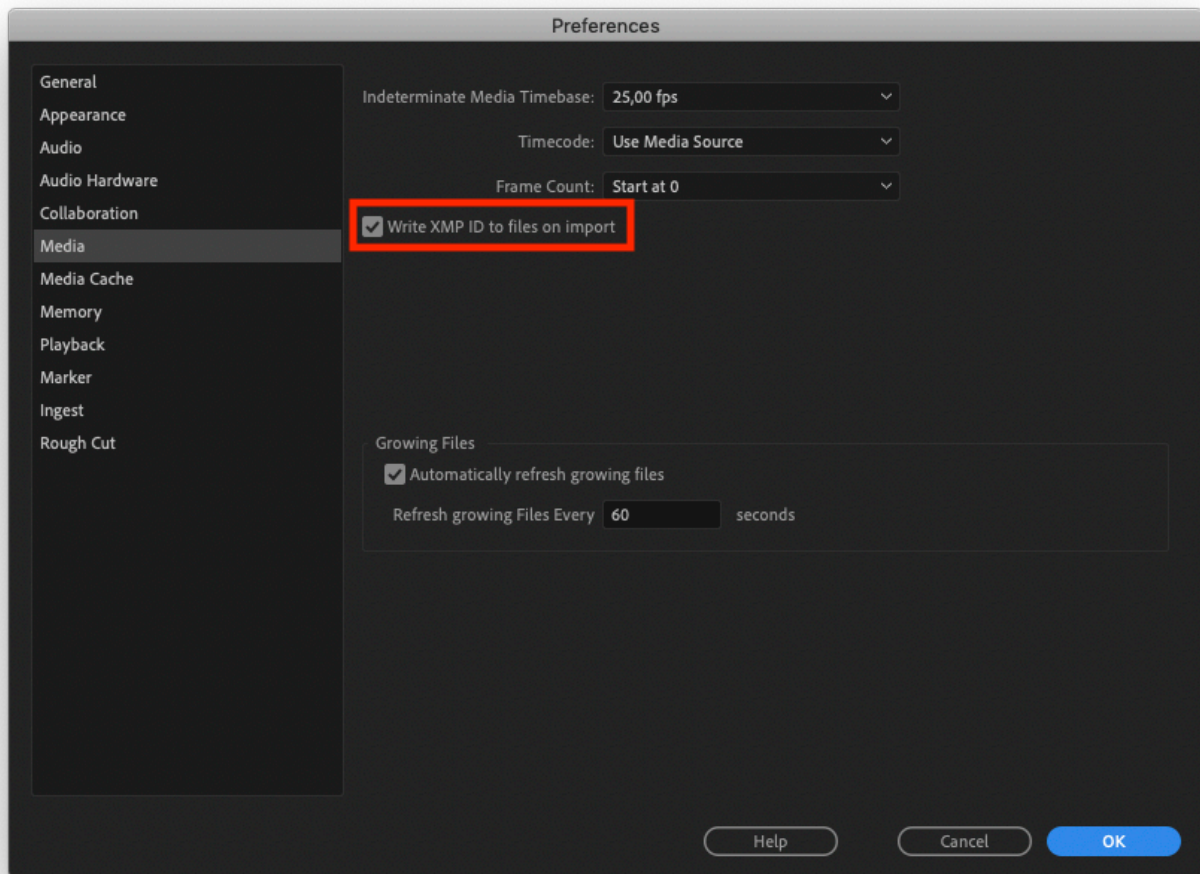 Preferences
General
Appearance
Audio
Audio Hardware
Collaboration
Media
Media Cache
Memory
Playback
Marker
Ingest
Rough Cut
Indeterminate Media Timebase: 25,00 fps
Timecode: Use Media Source
Frame Count: Start at 0
Write XMP ID to files on import
Growing Files
Automatically refresh growing files
Refresh growing Files Every 60 seconds
Help Cancel OK